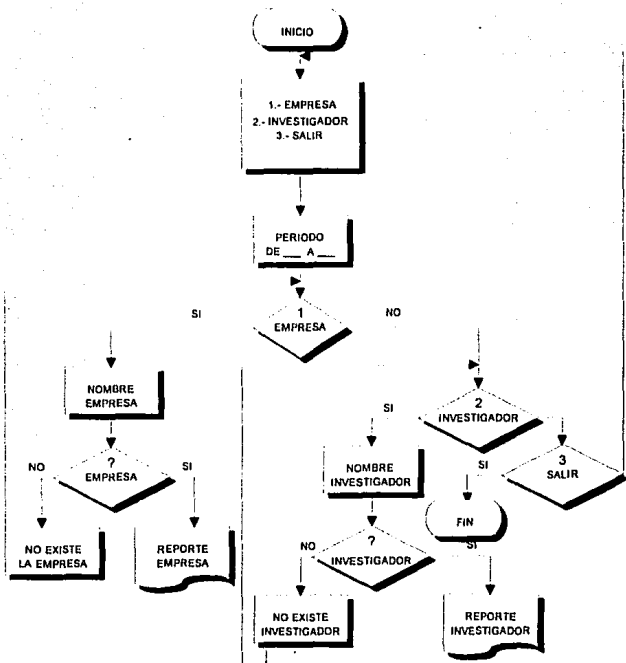 INICIO
1.- EMPRESA
2.- INVESTIGADOR
3.- SALIR
PERIODO
DE ___ A ___
SI
1
EMPRESA
NO
NOMBRE
EMPRESA
SI
2
INVESTIGADOR
NO
?
EMPRESA
SI
NOMBRE
INVESTIGADOR
SI
3
SALIR
FIN
NO EXISTE
LA EMPRESA
REPORTE
EMPRESA
NO
?
INVESTIGADOR
SI
NO EXISTE
INVESTIGADOR
REPORTE
INVESTIGADOR